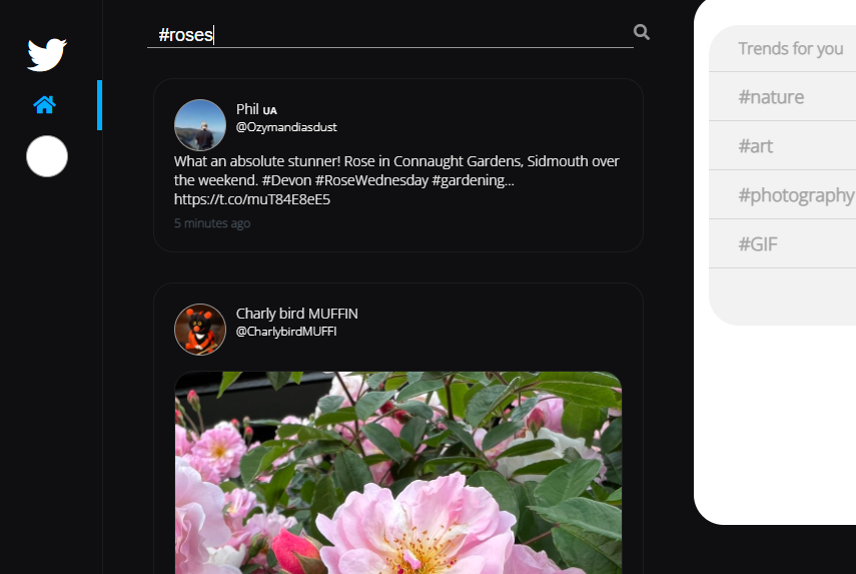 #roses
Phil UA
@Ozymandiasdust
What an absolute stunner! Rose in Connaught Gardens, Sidmouth over
the weekend. #Devon #RoseWednesday #gardening...
https://t.co/muT84E8eE5
5 minutes ago
Charly bird MUFFIN
@CharlybirdMUFFI
Trends for you
#nature
#art
#photography
#GIF